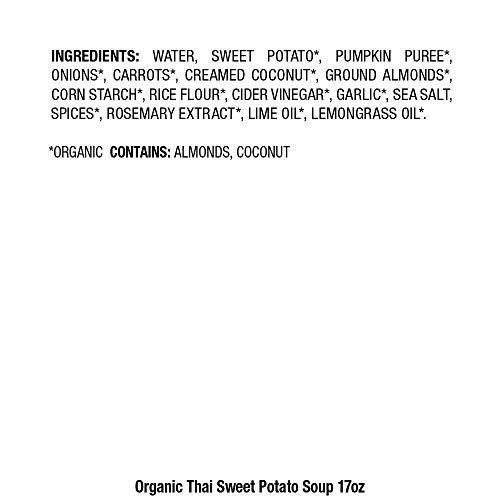 INGREDIENTS: WATER, SWEET POTATO*, PUMPKIN PUREE*,
ONIONS*, CARROTS*, CREAMED COCONUT*, GROUND ALMONDS*,
CORN STARCH*, RICE FLOUR*, CIDER VINEGAR*, GARLIC*, SEA SALT,
SPICES*, ROSEMARY EXTRACT*, LIME OIL*, LEMONGRASS OIL*.
*ORGANIC CONTAINS: ALMONDS, COCONUT
Organic Thai Sweet Potato Soup 17oz